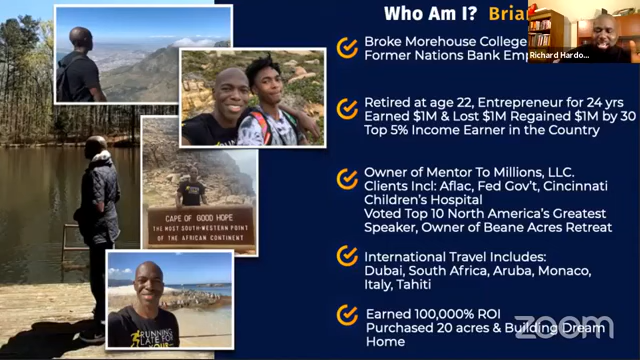 Who Am I?
Broke Morehouse College
Former Nations Bank
Richard Hardo...
Retired at age 22, Entrepreneur for 24 yrs
Earned $1M & Lost $1M Regained $1M by 30
Top 5% Income Earner in the Country
Owner of Mentor To Millions, LLC.
Clients Incl: Aflac, Fed Gov't, Cincinnati
Children's Hospital
Voted Top 10 North America's Greatest
Speaker, Owner of Beane Acres Retreat
International Travel Includes:
Dubai, South Africa, Aruba, Monaco,
Italy, Tahiti
Earned 100,000% ROI
Purchased 20 acres & Building Dream
Home
zoom
CAPE OF GOOD HOPE
THE MOST SOUTH-WESTERN POINT
OF THE AFRICAN CONTINENT
RUNNING
LATE FOR